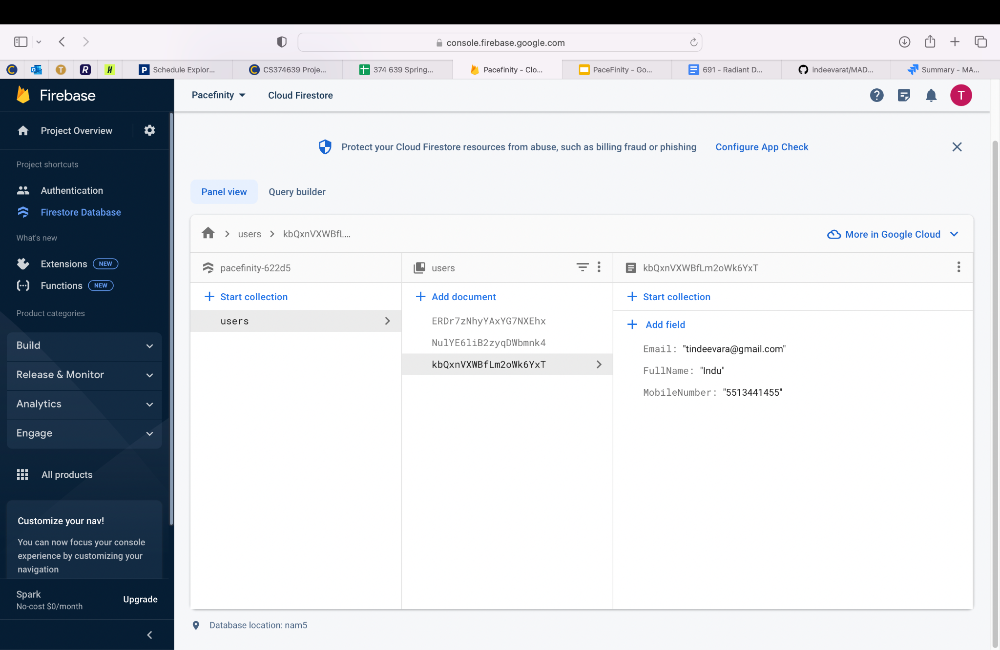 console.firebase.google.com
Schedule Explor...
CS374639 Proje...
374 639 Spring...
Pacefinity - Clo...
PaceFinity - Go...
691 - Radiant D...
indeevarat/MAD...
Summary - MA...
Firebase
Pacefinity
Cloud Firestore
T
Project Overview
Protect your Cloud Firestore resources from abuse, such as billing fraud or phishing
Configure App Check
Project shortcuts
Authentication
Firestore Database
What's new
Extensions NEW
Functions NEW
Product categories
Build
Release & Monitor
Analytics
Engage
All products
Customize your nav!
You can now focus your console
experience by customizing your
navigation
Spark
No-cost $0/month
Upgrade
Panel view
Query builder
users
kbQxnVXWBfL...
More in Google Cloud
pacefinity-622d5
Start collection
users
users
Add document
ERDr7zNhyYAxYG7NXEhx
NulYE6liB2zyqDWbmnk4
kbQxnVXWBfLm2oWk6YxT
kbQxnVXWBfLm2oWk6YxT
Start collection
Add field
Email: "tindeevara@gmail.com"
FullName: "Indu"
MobileNumber: "5513441455"
Database location: nam5